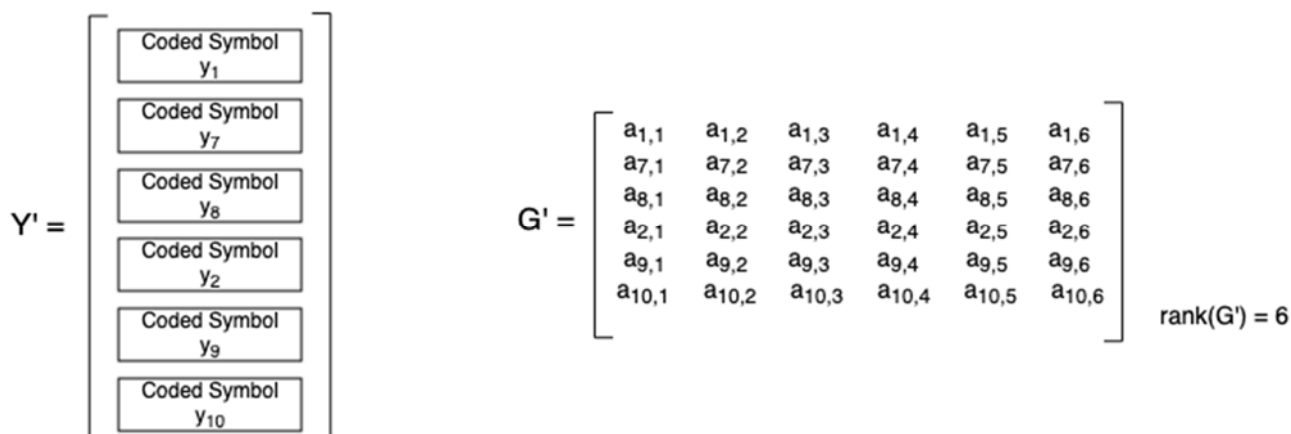 Y' =
Coded Symbol
y₁
Coded Symbol
y₇
Coded Symbol
y₈
Coded Symbol
y₂
Coded Symbol
y₉
Coded Symbol
y₁₀
G' =
a₁,₁ a₁,₂ a₁,₃ a₁,₄ a₁,₅ a₁,₆
a₇,₁ a₇,₂ a₇,₃ a₇,₄ a₇,₅ a₇,₆
a₈,₁ a₈,₂ a₈,₃ a₈,₄ a₈,₅ a₈,₆
a₂,₁ a₂,₂ a₂,₃ a₂,₄ a₂,₅ a₂,₆
a₉,₁ a₉,₂ a₉,₃ a₉,₄ a₉,₅ a₉,₆
a₁₀,₁ a₁₀,₂ a₁₀,₃ a₁₀,₄ a₁₀,₅ a₁₀,₆
rank(G') = 6